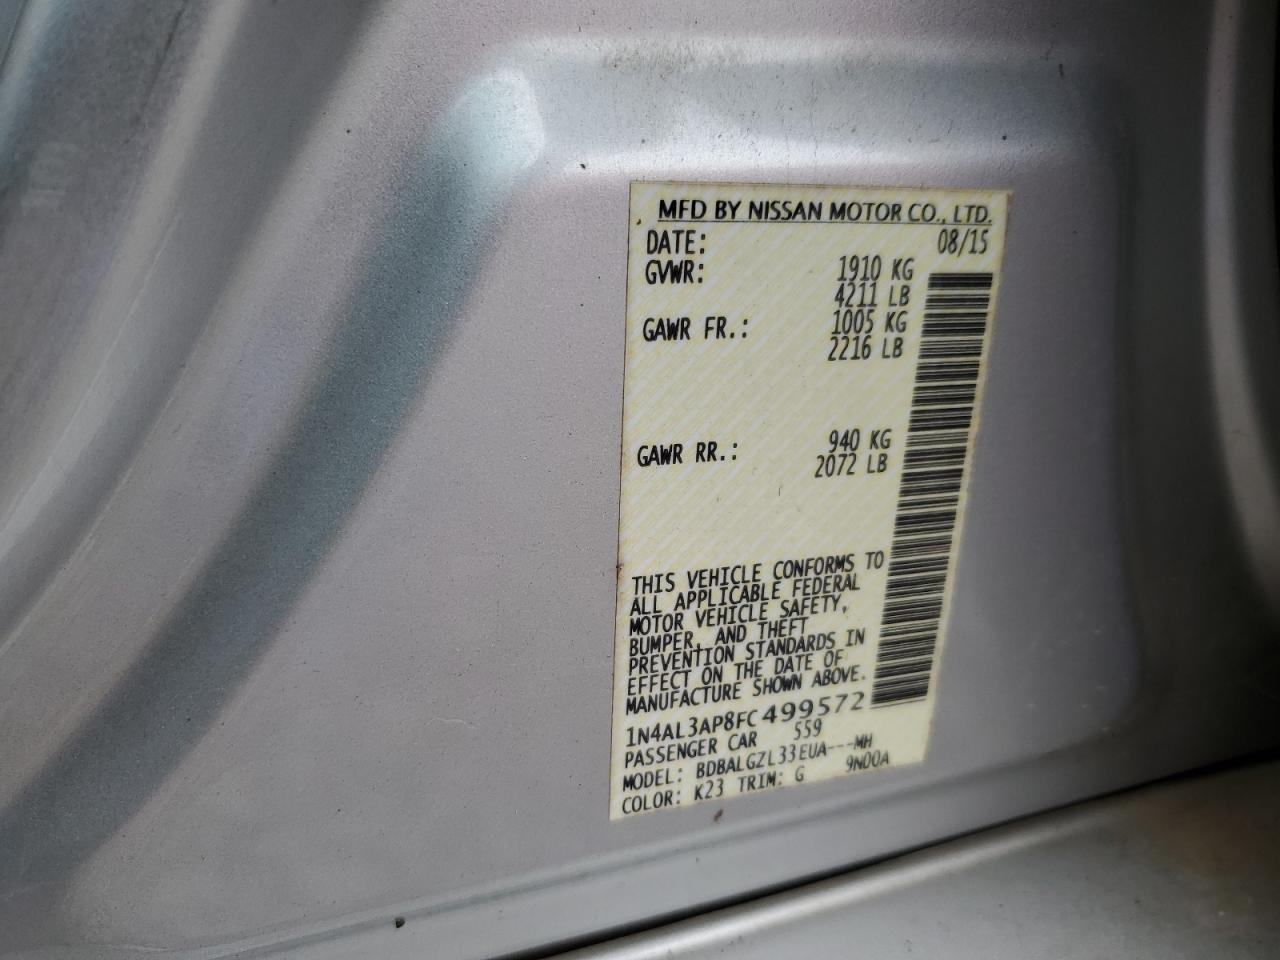 MFD BY NISSAN MOTOR CO., LTD.
DATE: 08/15
GVWR: 1910 KG
4211 LB
GAWR FR.: 1005 KG
2216 LB
GAWR RR.: 940 KG
2072 LB
THIS VEHICLE CONFORMS TO
ALL APPLICABLE FEDERAL
MOTOR VEHICLE SAFETY,
BUMPER, AND THEFT
PREVENTION STANDARDS IN
EFFECT ON THE DATE OF
MANUFACTURE SHOWN ABOVE.
1N4AL3AP8FC499572
PASSENGER CAR 559
MODEL: BDBALGZL33EUA---MH
COLOR: K23 TRIM: G 9N00A